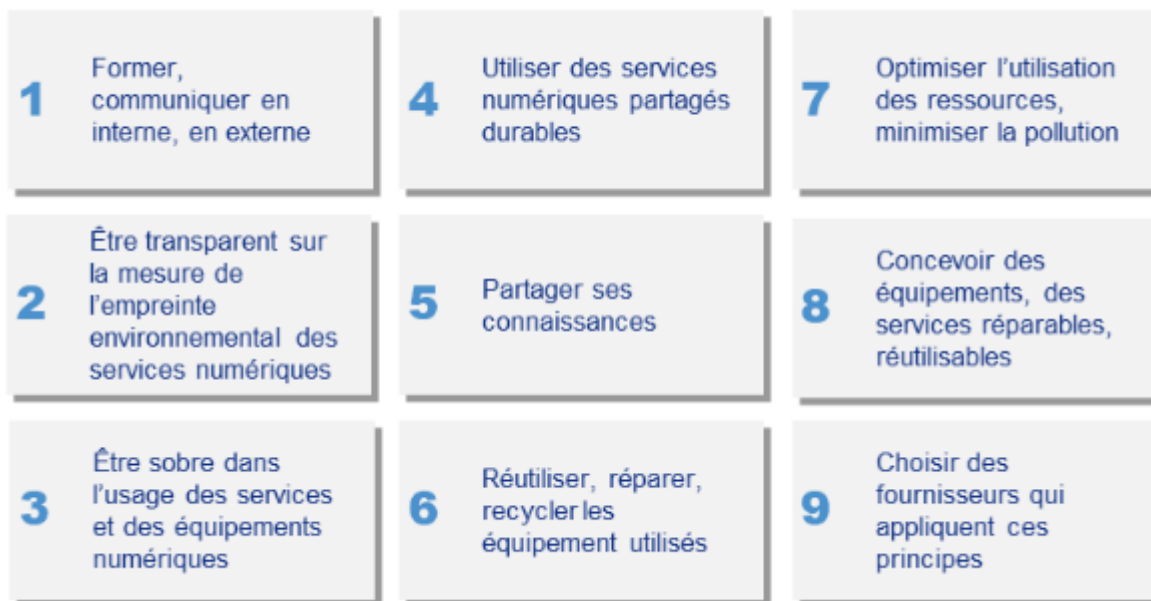 1
Former,
communiquer en
interne, en externe
2
Être transparent sur
la mesure de
l'empreinte
environnemental des
services numériques
3
Être sobre dans
l'usage des services
et des équipements
numériques
4
Utiliser des services
numériques partagés
durables
5
Partager ses
connaissances
6
Réutiliser, réparer,
recycler les
équipement utilisés
7
Optimiser l'utilisation
des ressources,
minimiser la pollution
8
Concevoir des
équipements, des
services réparables,
réutilisables
9
Choisir des
fournisseurs qui
appliquent ces
principes